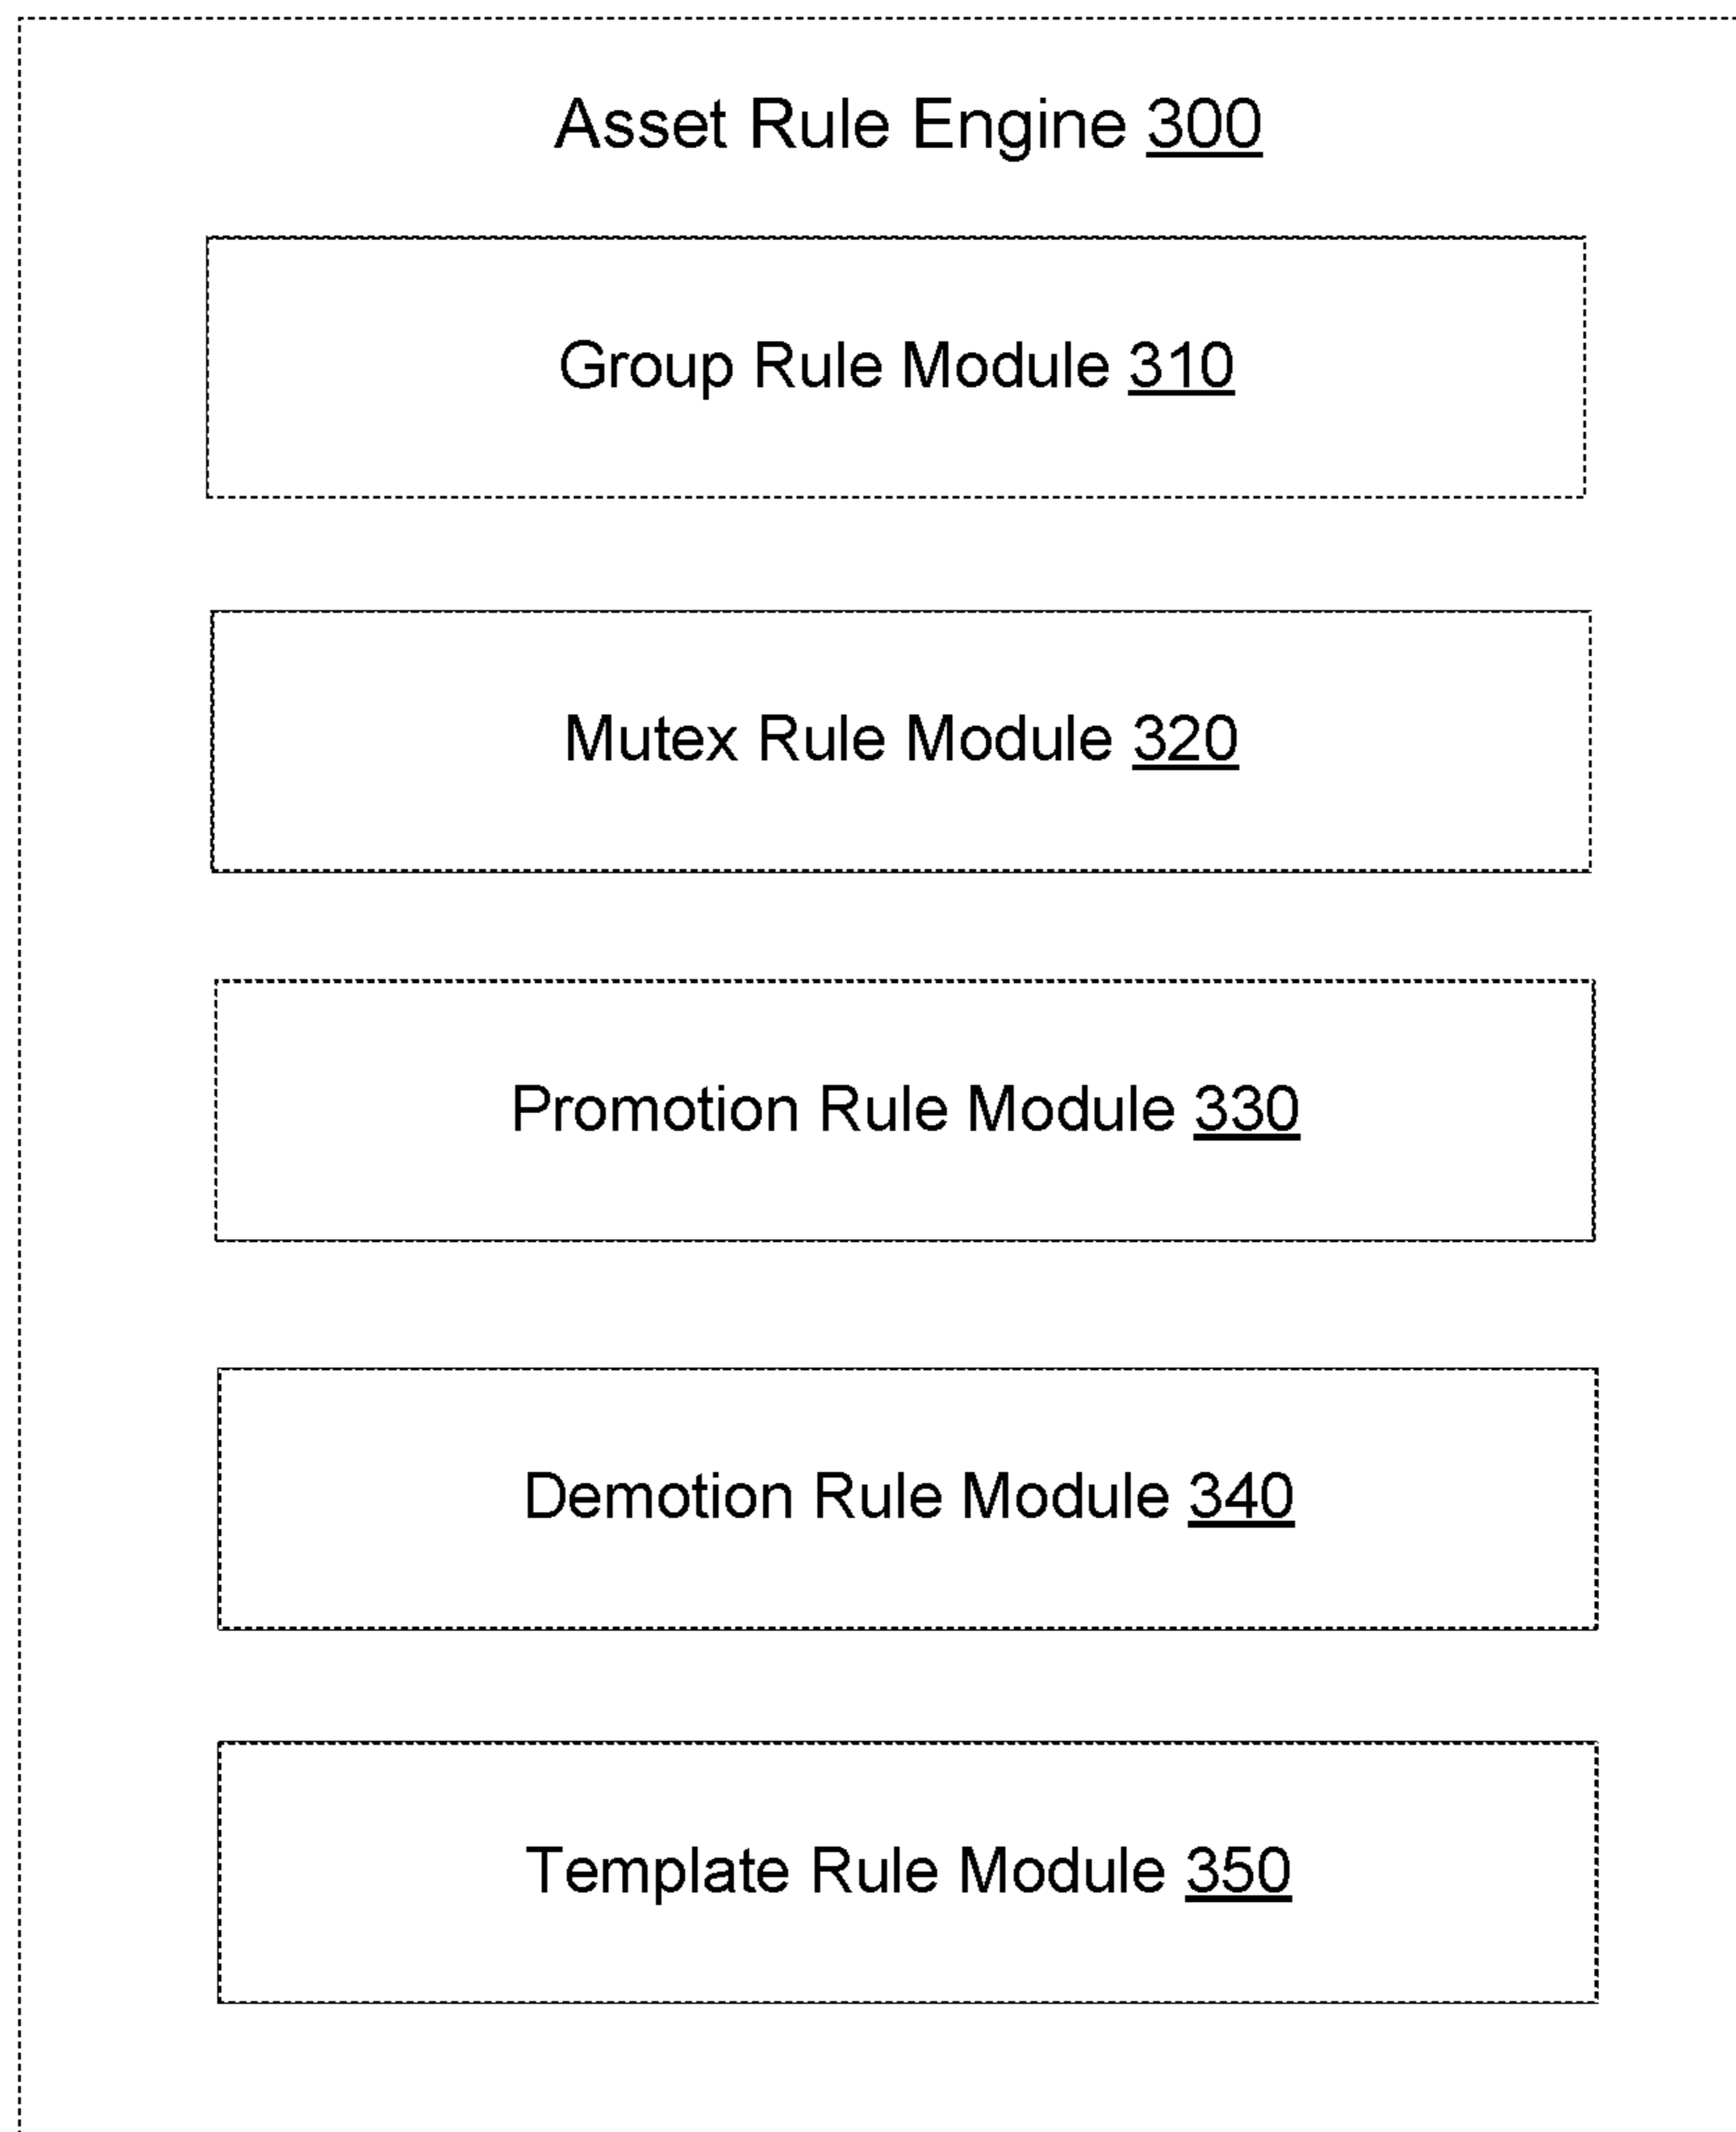 Asset Rule Engine 300
Group Rule Module 310
Mutex Rule Module 320
Promotion Rule Module 330
Demotion Rule Module 340
Template Rule Module 350